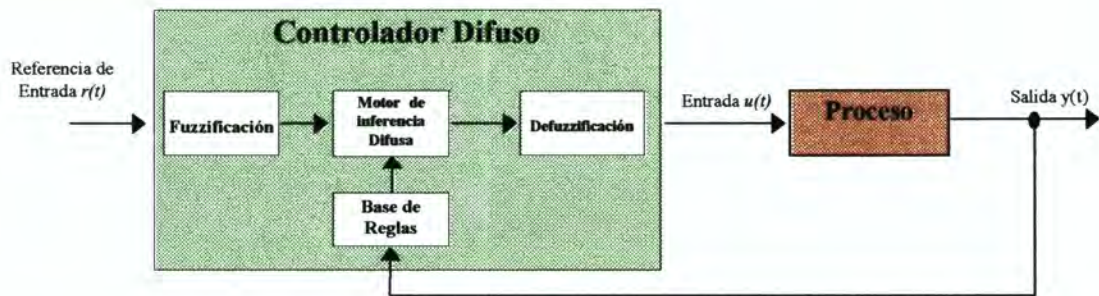 Controlador Difuso
Referencia de
Entrada r(t)
Fuzzificación
Motor de
inferencia
Difusa
Defuzzificación
Base de
Reglas
Entrada u(t)
Proceso
Salida y(t)